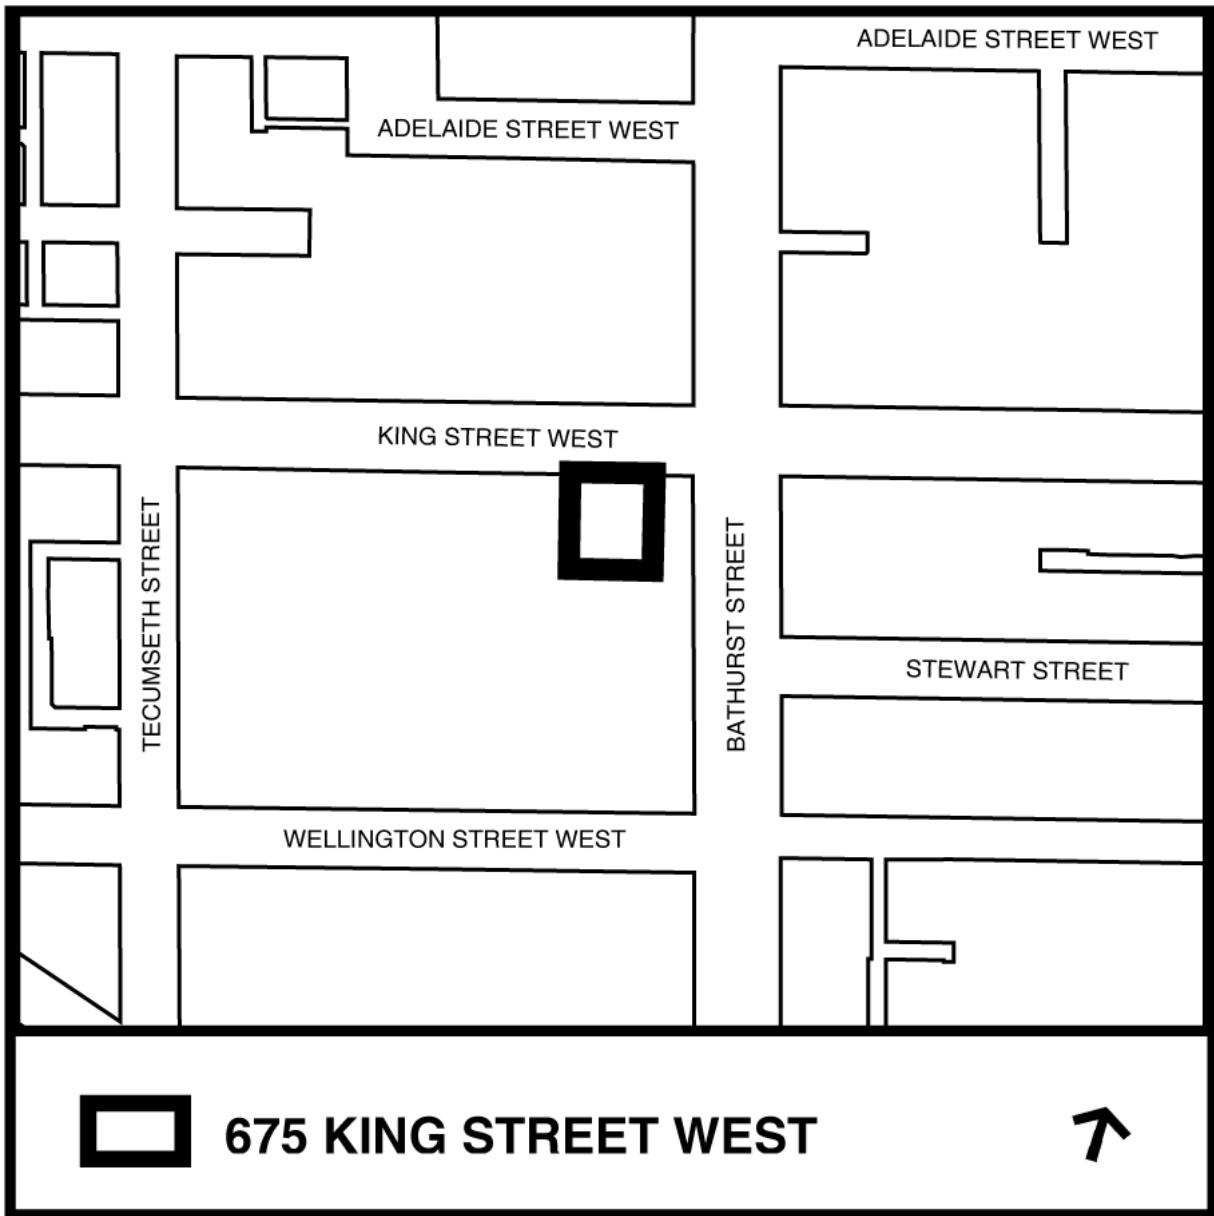 ADELAIDE STREET WEST
ADELAIDE STREET WEST
KING STREET WEST
TECUMSETH STREET
BATHURST STREET
STEWART STREET
WELLINGTON STREET WEST
675 KING STREET WEST